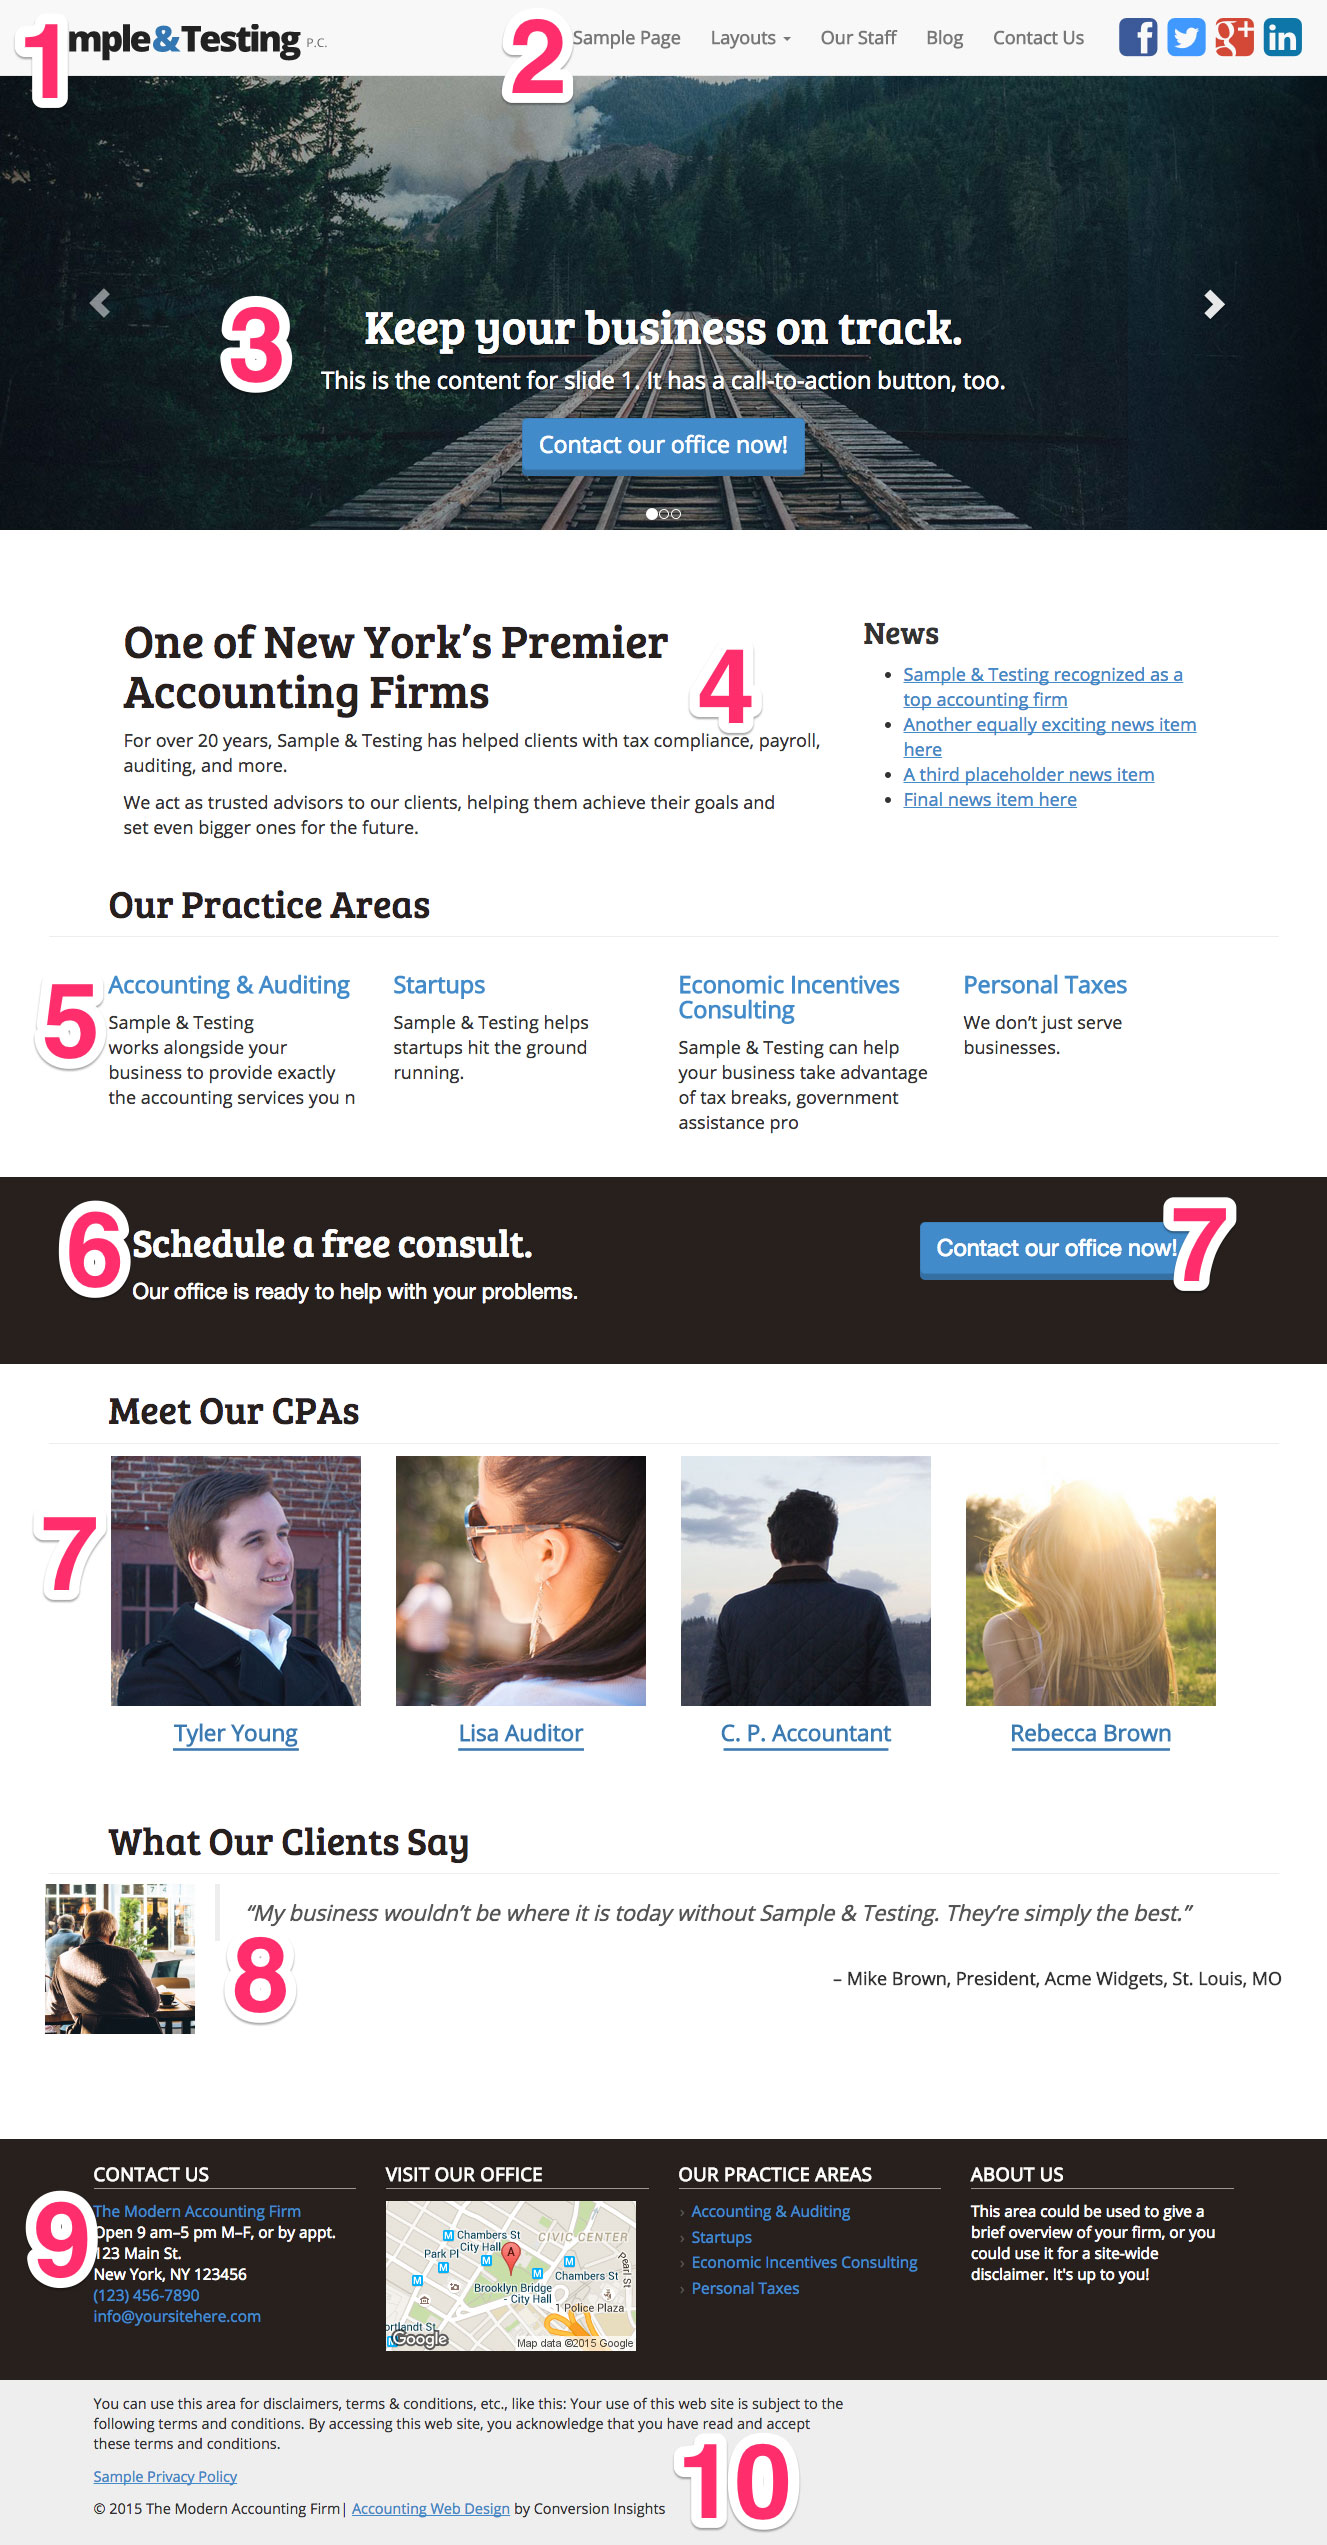 1
mple&Testing P.C.
2
Sample Page Layouts Our Staff Blog Contact Us
f g+ in
3
Keep your business on track.
This is the content for slide 1. It has a call-to-action button, too.
Contact our office now!
One of New York's Premier
Accounting Firms
4
For over 20 years, Sample & Testing has helped clients with tax compliance, payroll,
auditing, and more.
We act as trusted advisors to our clients, helping them achieve their goals and
set even bigger ones for the future.
News
Sample & Testing recognized as a
top accounting firm
Another equally exciting news item
here
A third placeholder news item
Final news item here
Our Practice Areas
5
Accounting & Auditing
Sample & Testing
works alongside your
business to provide exactly
the accounting services you n
Startups
Sample & Testing helps
startups hit the ground
running.
Economic Incentives
Consulting
Sample & Testing can help
your business take advantage
of tax breaks, government
assistance pro
Personal Taxes
We don't just serve
businesses.
6
Schedule a free consult.
Our office is ready to help with your problems.
Contact our office now!
7
Meet Our CPAs
7
Tyler Young
Lisa Auditor
C. P. Accountant
Rebecca Brown
What Our Clients Say
“My business wouldn't be where it is today without Sample & Testing. They're simply the best.”
8
– Mike Brown, President, Acme Widgets, St. Louis, MO
9
CONTACT US
The Modern Accounting Firm
Open 9 am–5 pm M–F, or by appt.
123 Main St.
New York, NY 123456
(123) 456-7890
info@yoursitehere.com
VISIT OUR OFFICE
M Chambers St
City Hall
CIVIC CENTER
Park Pl
M
M
M
A
M
M
M
Chambers St
Pearl St
Brooklyn Bridge
- City Hall
1 Police Plaza
ortlandt St
M
Google
Map data ©2015 Google
OUR PRACTICE AREAS
› Accounting & Auditing
› Startups
› Economic Incentives Consulting
› Personal Taxes
ABOUT US
This area could be used to give a
brief overview of your firm, or you
could use it for a site-wide
disclaimer. It's up to you!
You can use this area for disclaimers, terms & conditions, etc., like this: Your use of this web site is subject to the
following terms and conditions. By accessing this web site, you acknowledge that you have read and accept
these terms and conditions.
10
Sample Privacy Policy
© 2015 The Modern Accounting Firm| Accounting Web Design by Conversion Insights